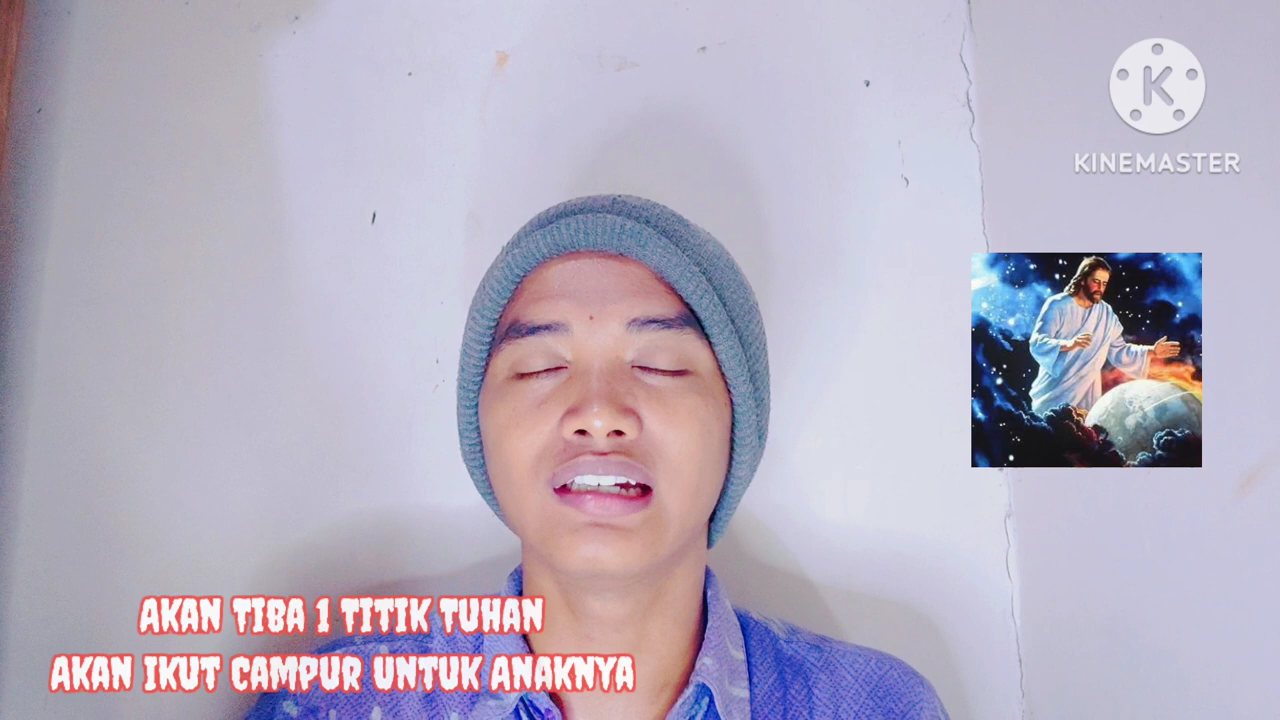 KINEMASTER
AKAN TIBA 1 TITIK TUHAN
AKAN IKUT CAMPUR UNTUK ANAKNYA